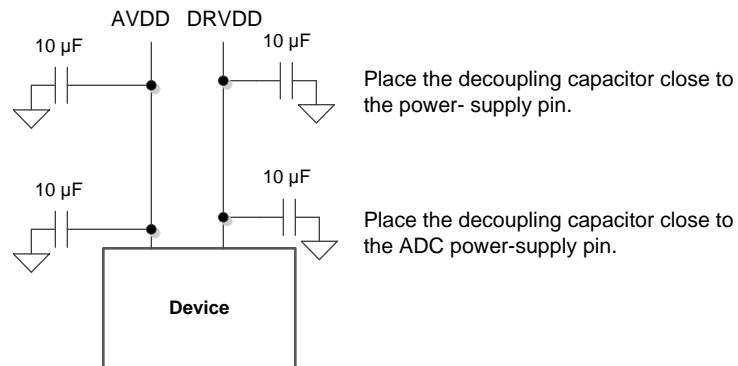 AVDD DRVDD
10 µF
10 µF
Place the decoupling capacitor close to
the power- supply pin.
10 µF
10 µF
Place the decoupling capacitor close to
the ADC power-supply pin.
Device